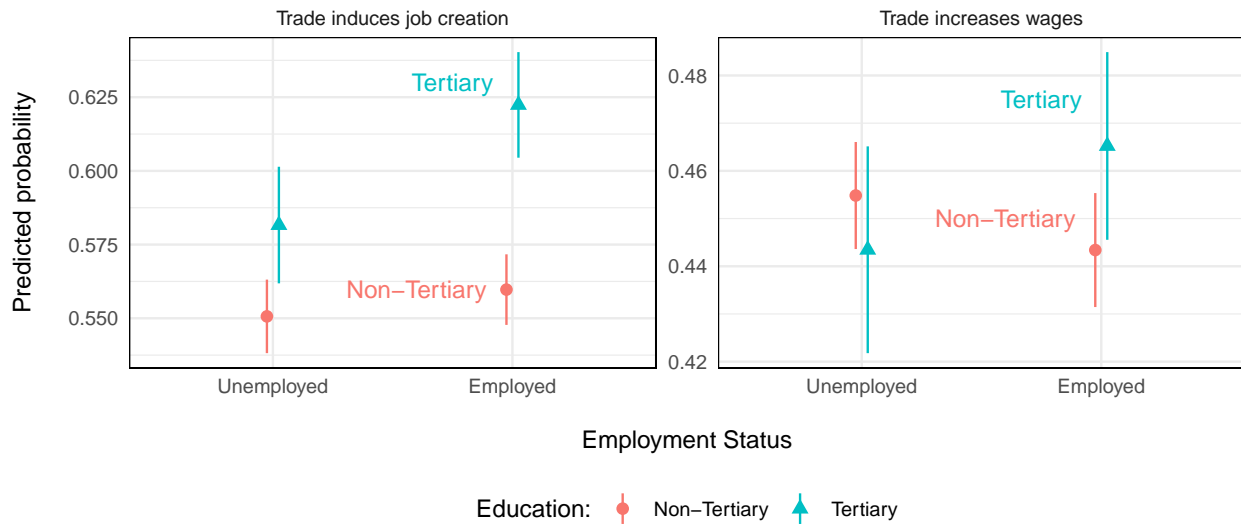 Trade induces job creation
Trade increases wages
Predicted probability
0.625
0.600
0.575
0.550
Tertiary
Non−Tertiary
Unemployed
Employed
0.48
0.46
0.44
0.42
Tertiary
Non−Tertiary
Unemployed
Employed
Employment Status
Education: Non−Tertiary Tertiary